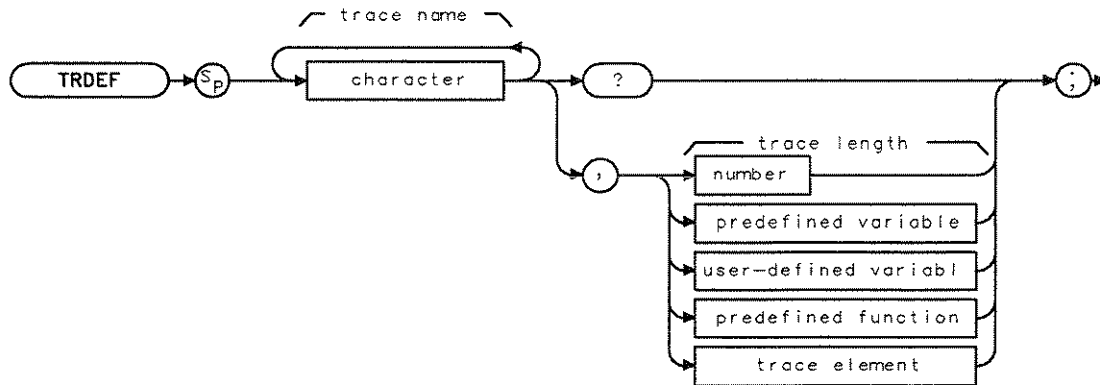 trace name
TRDEF
Sp
character
?
;
trace length
,
number
predefined variable
user-defined variabl
predefined function
trace element